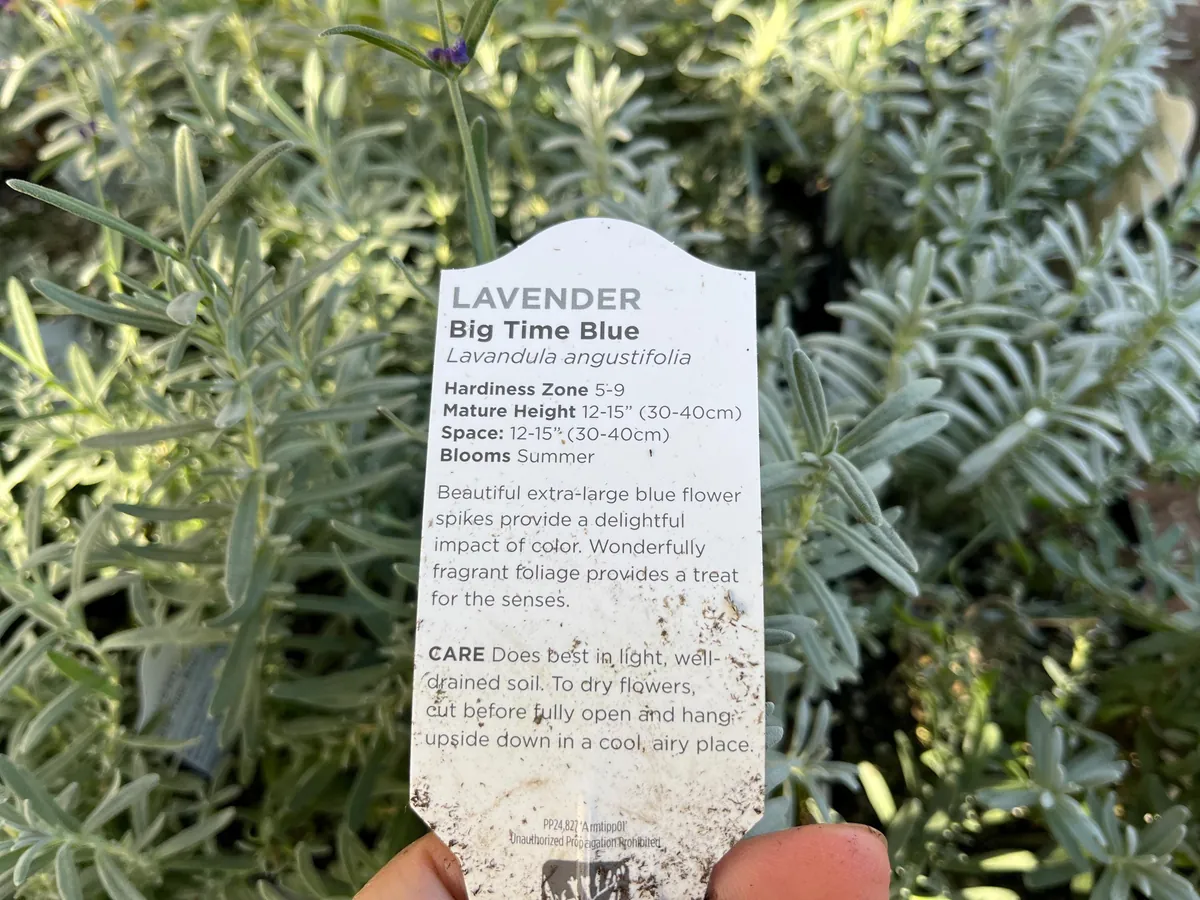 LAVENDER
Big Time Blue
Lavandula angustifolia
Hardiness Zone 5-9
Mature Height 12-15” (30-40cm)
Space: 12-15” (30-40cm)
Blooms Summer
Beautiful extra-large blue flower
spikes provide a delightful
impact of color. Wonderfully
fragrant foliage provides a treat
for the senses.
CARE Does best in light, well-
drained soil. To dry flowers,
cut before fully open and hang
upside down in a cool, airy place.
PP24,827 'Armtipp01'
Unauthorized Propagation Prohibited